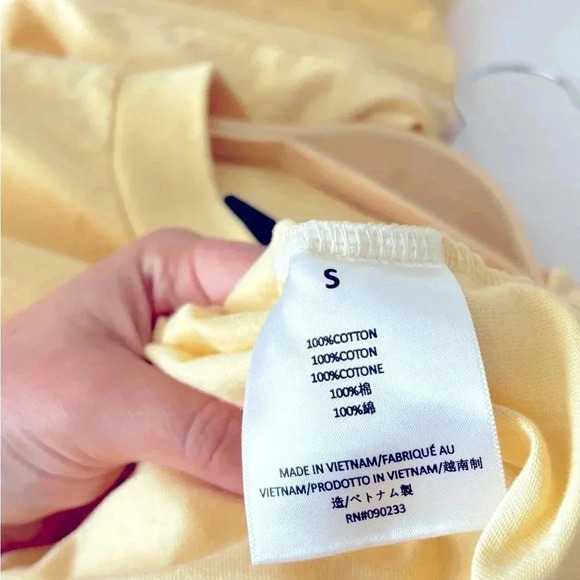 S
100%COTTON
100%COTON
100%COTONE
100%棉
100%綿
MADE IN VIETNAM/FABRIQUÉ AU
VIETNAM/PRODOTTO IN VIETNAM/越南制
造/ベトナム製
RN#090233